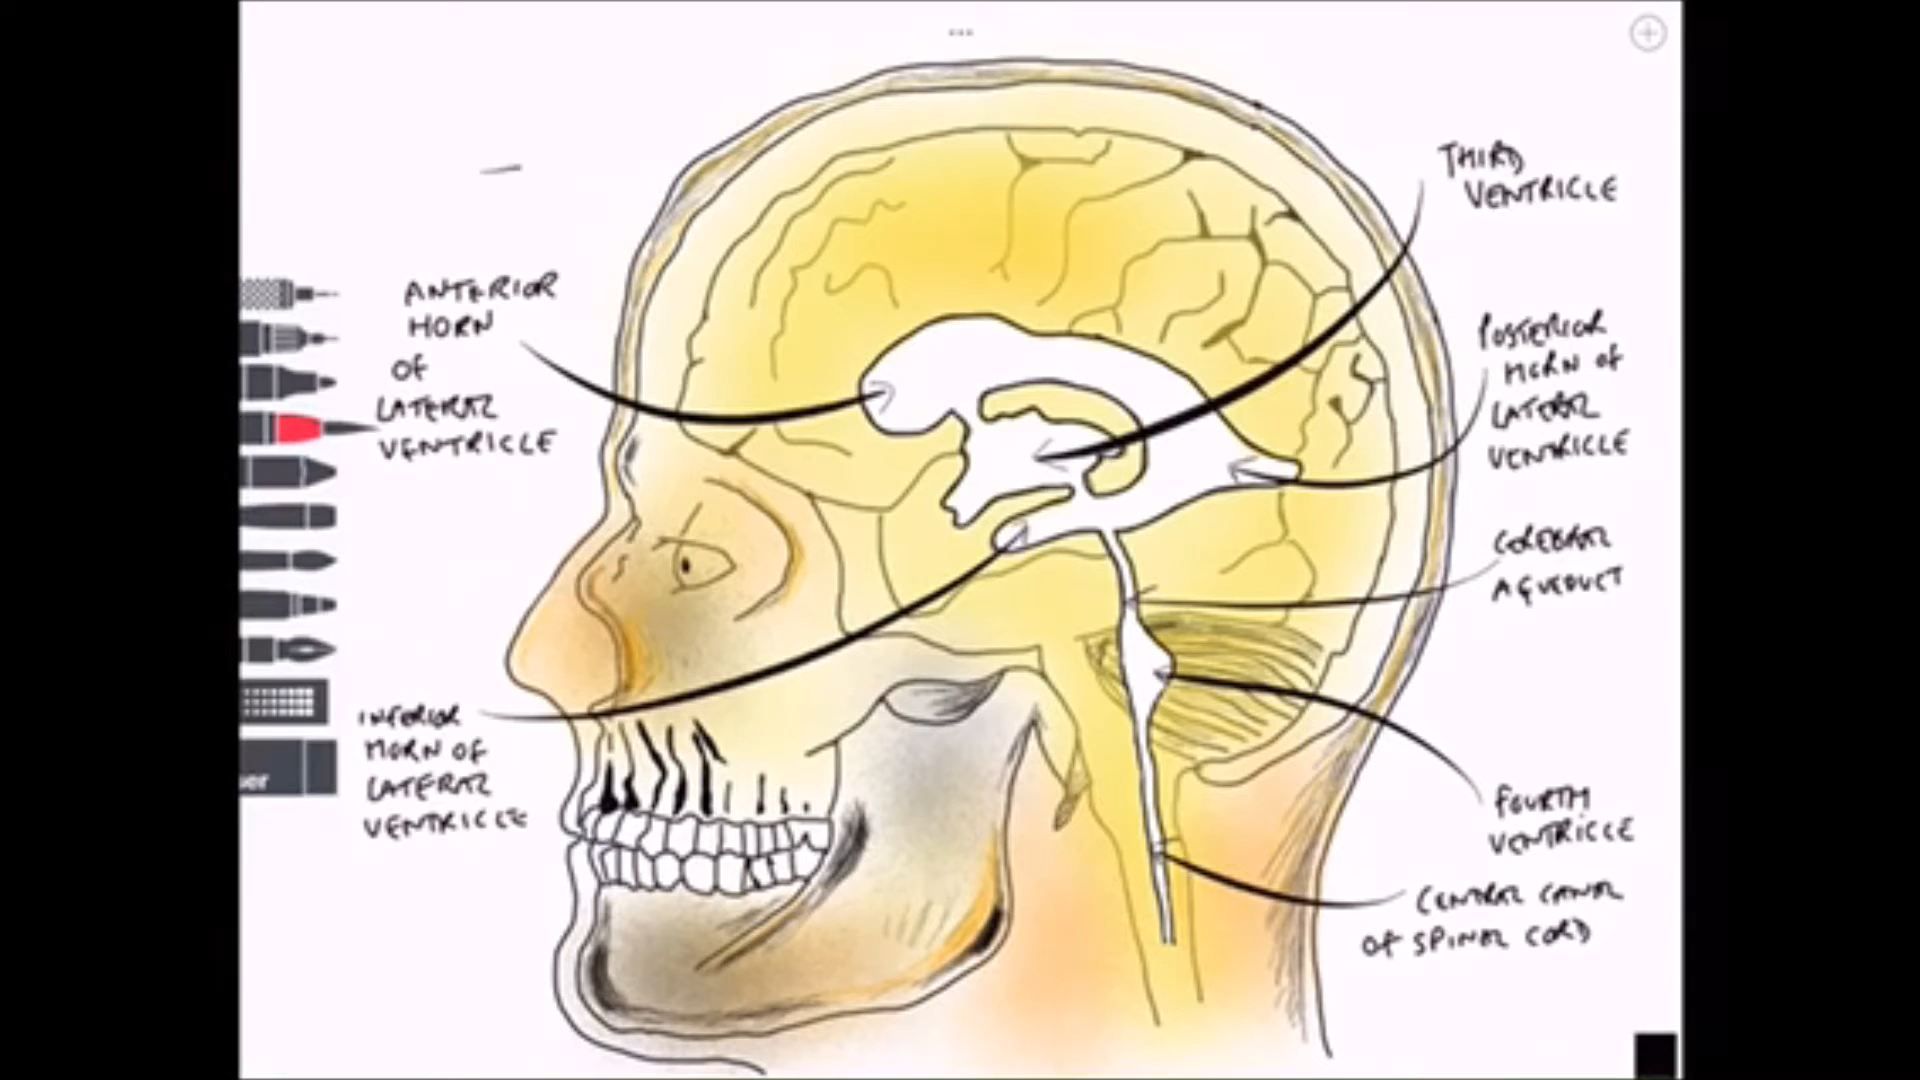 THIRD
VENTRICLE
ANTERIOR
HORN
OF
LATERAL
VENTRICLE
POSTERIOR
HORN OF
LATERAL
VENTRICLE
CEREBRAL
AQUEDUCT
INFERIOR
HORN OF
LATERAL
VENTRICLE
FOURTH
VENTRICLE
CENTRAL CANAL
OF SPINAL CORD